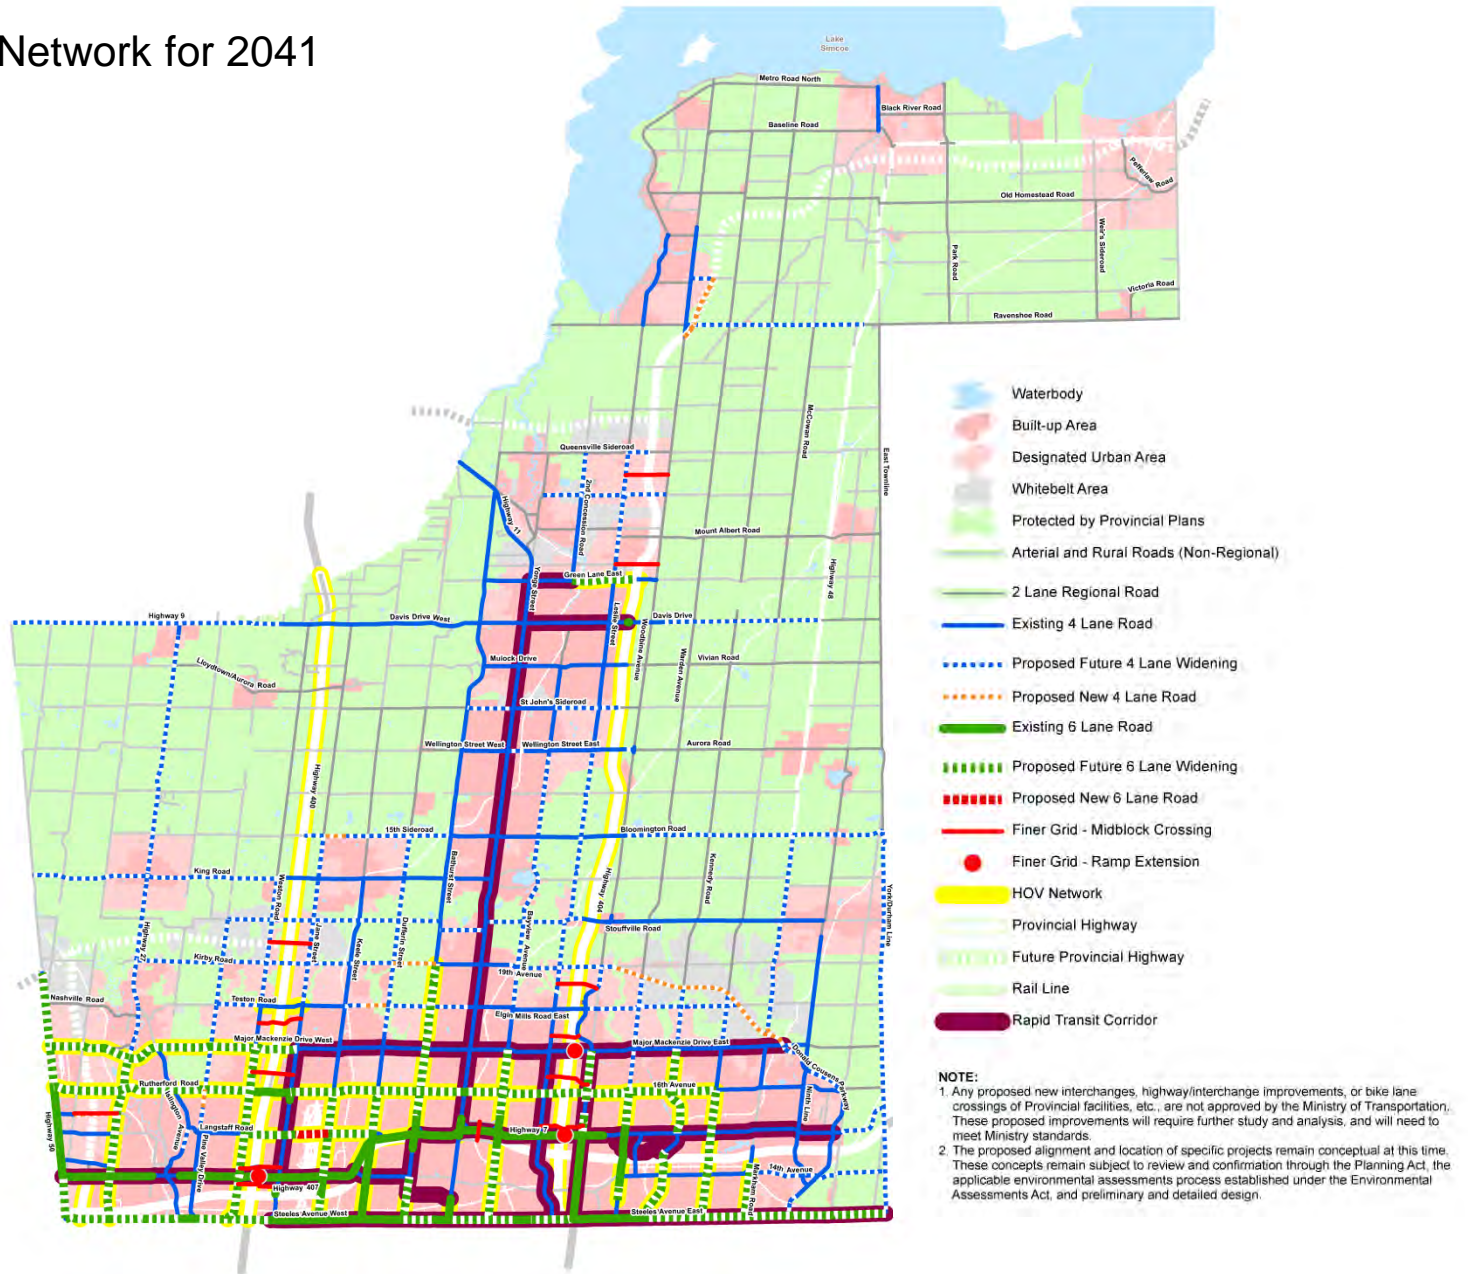 Network for 2041
Lake
Simcoe
Metro Road North
Black River Road
Baseline Road
Pefferlaw Road
Old Homestead Road
Weir's Sideroad
Park Road
Victoria Road
Ravenshoe Road
McCowan Road
East Townline
Queensville Sideroad
2nd Concession Road
Highway 11
Mount Albert Road
Highway 48
Green Lane East
Yonge Street
Leslie Street
Highway 9
Davis Drive West
Davis Drive
Woodbine Avenue
Mulock Drive
Vivian Road
Warden Avenue
Lloydtown/Aurora Road
St John's Sideroad
Wellington Street West
Wellington Street East
Aurora Road
Highway 400
15th Sideroad
Bloomington Road
Bathurst Street
Kennedy Road
King Road
Weston Road
Highway 404
York/Durham Line
Jane Street
Dufferin Street
Bayview Avenue
Stouffville Road
Highway 27
Keele Street
Kirby Road
19th Avenue
Nashville Road
Teston Road
Elgin Mills Road East
Major Mackenzie Drive West
Major Mackenzie Drive East
Donald Cousens Parkway
Rutherford Road
16th Avenue
Islington Avenue
Ninth Line
Highway 50
Langstaff Road
Highway 7
Pine Valley Drive
14th Avenue
Markham Road
Highway 407
Steeles Avenue West
Steeles Avenue East
Waterbody
Built-up Area
Designated Urban Area
Whitebelt Area
Protected by Provincial Plans
Arterial and Rural Roads (Non-Regional)
2 Lane Regional Road
Existing 4 Lane Road
Proposed Future 4 Lane Widening
Proposed New 4 Lane Road
Existing 6 Lane Road
Proposed Future 6 Lane Widening
Proposed New 6 Lane Road
Finer Grid - Midblock Crossing
Finer Grid - Ramp Extension
HOV Network
Provincial Highway
Future Provincial Highway
Rail Line
Rapid Transit Corridor
NOTE:
1. Any proposed new interchanges, highway/interchange improvements, or bike lane
crossings of Provincial facilities, etc., are not approved by the Ministry of Transportation.
These proposed improvements will require further study and analysis, and will need to
meet Ministry standards.
2. The proposed alignment and location of specific projects remain conceptual at this time.
These concepts remain subject to review and confirmation through the Planning Act, the
applicable environmental assessments process established under the Environmental
Assessments Act, and preliminary and detailed design.